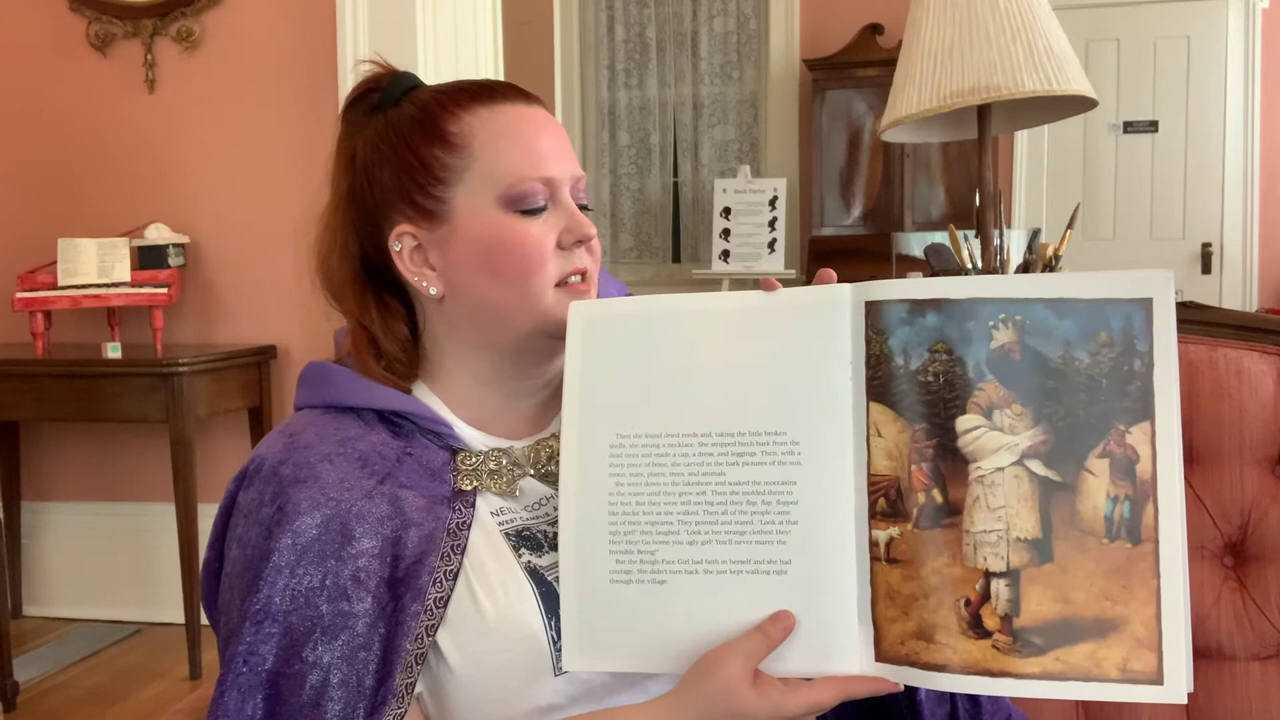 Then she found dried reeds and, taking the little broken
shells, she strung a necklace. She stripped birch bark from the
dead trees and made a cap, a dress, and leggings. Then, with a
sharp piece of bone, she carved in the bark pictures of the sun,
moon, stars, plants, trees, and animals.
She went down to the lakeshore and soaked the moccasins
in the water until they grew soft. Then she molded them to
her feet. But they were still too big and they flap, flap, flapped
like ducks' feet as she walked. Then all of the people came
out of their wigwams. They pointed and stared. "Look at that
ugly girl!" they laughed. "Look at her strange clothes! Hey!
Hey! Hey! Go home you ugly girl! You'll never marry the
Invisible Being!"
But the Rough-Face Girl had faith in herself and she had
courage. She didn't turn back. She just kept walking right
through the village.
NEILL-COCH
WEST CAMPUS,